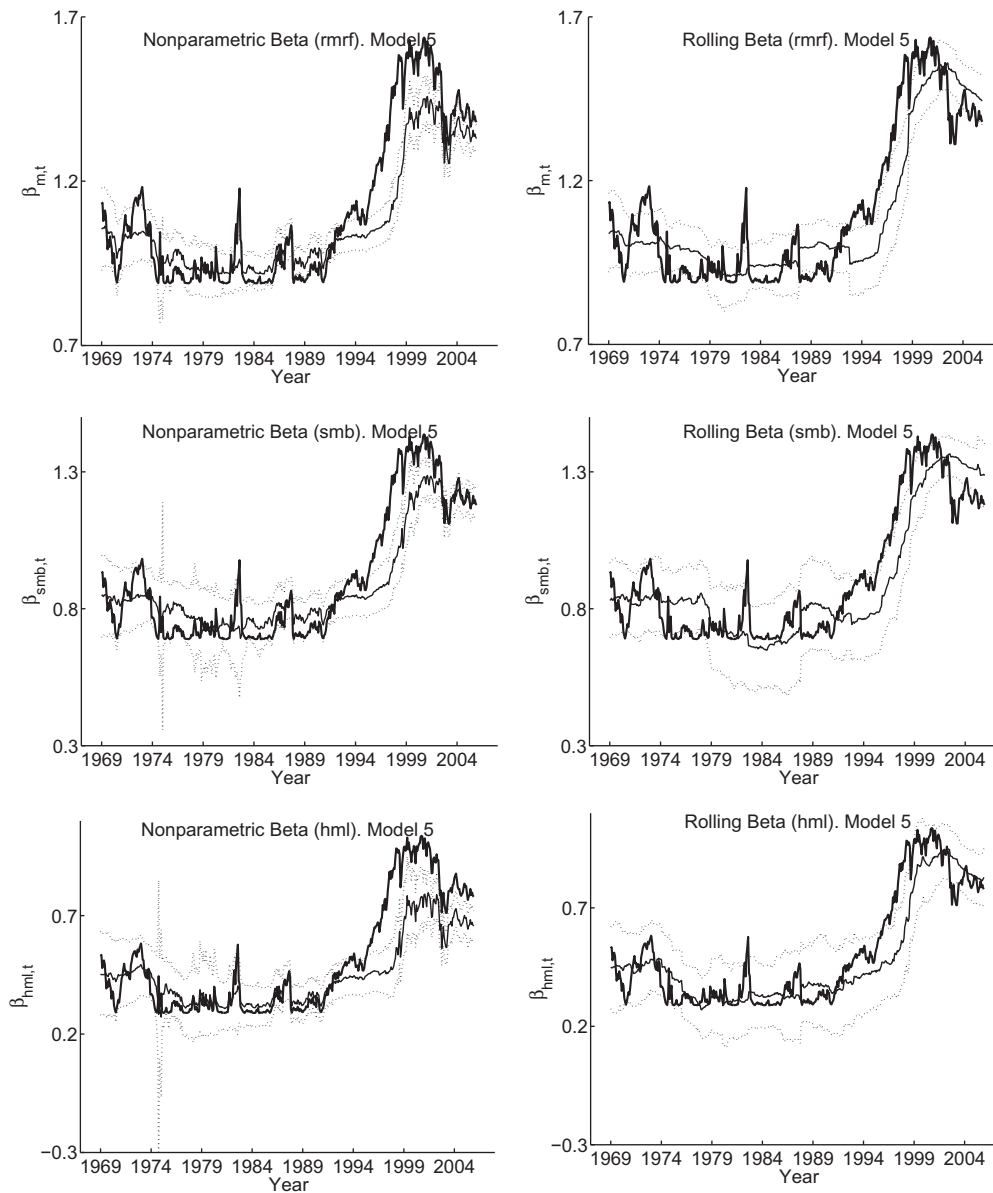 Nonparametric Beta (rmrf). Model 5
1.7
1.2
0.7
β m,t
1969 1974 1979 1984 1989 1994 1999 2004
Year
Rolling Beta (rmrf). Model 5
1.7
1.2
0.7
β m,t
1969 1974 1979 1984 1989 1994 1999 2004
Year
Nonparametric Beta (smb). Model 5
1.3
0.8
0.3
β smb,t
1969 1974 1979 1984 1989 1994 1999 2004
Year
Rolling Beta (smb). Model 5
1.3
0.8
0.3
β smb,t
1969 1974 1979 1984 1989 1994 1999 2004
Year
Nonparametric Beta (hml). Model 5
0.7
0.2
−0.3
β hml,t
1969 1974 1979 1984 1989 1994 1999 2004
Year
Rolling Beta (hml). Model 5
0.7
0.2
−0.3
β hml,t
1969 1974 1979 1984 1989 1994 1999 2004
Year